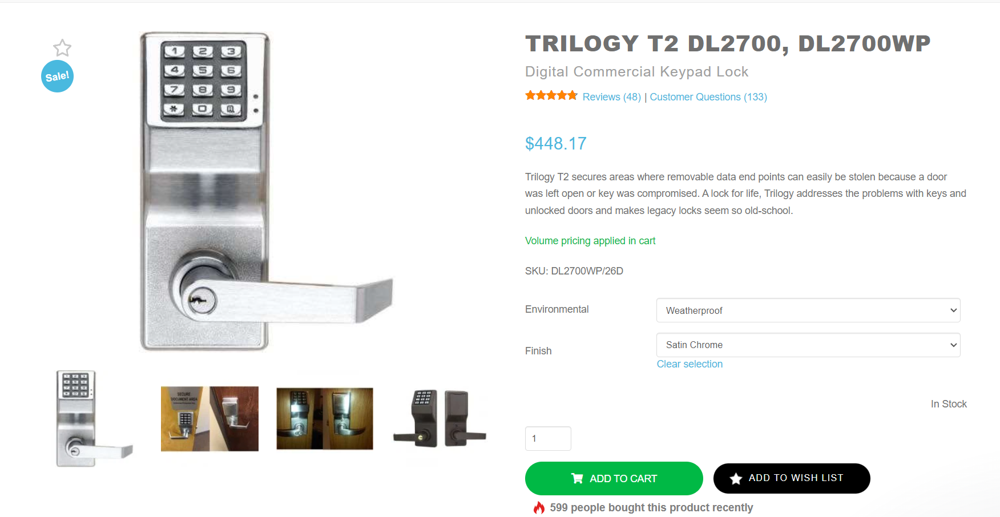 Sale!
1 2 3
4 5 6
7 8 9
* 0
SECURE
DOCUMENT AREA
TRILOGY T2 DL2700, DL2700WP
Digital Commercial Keypad Lock
Reviews (48) | Customer Questions (133)
$448.17
Trilogy T2 secures areas where removable data end points can easily be stolen because a door
was left open or key was compromised. A lock for life, Trilogy addresses the problems with keys and
unlocked doors and makes legacy locks seem so old-school.
Volume pricing applied in cart
SKU: DL2700WP/26D
Environmental
Weatherproof
Finish
Satin Chrome
Clear selection
In Stock
1
ADD TO CART
ADD TO WISH LIST
599 people bought this product recently